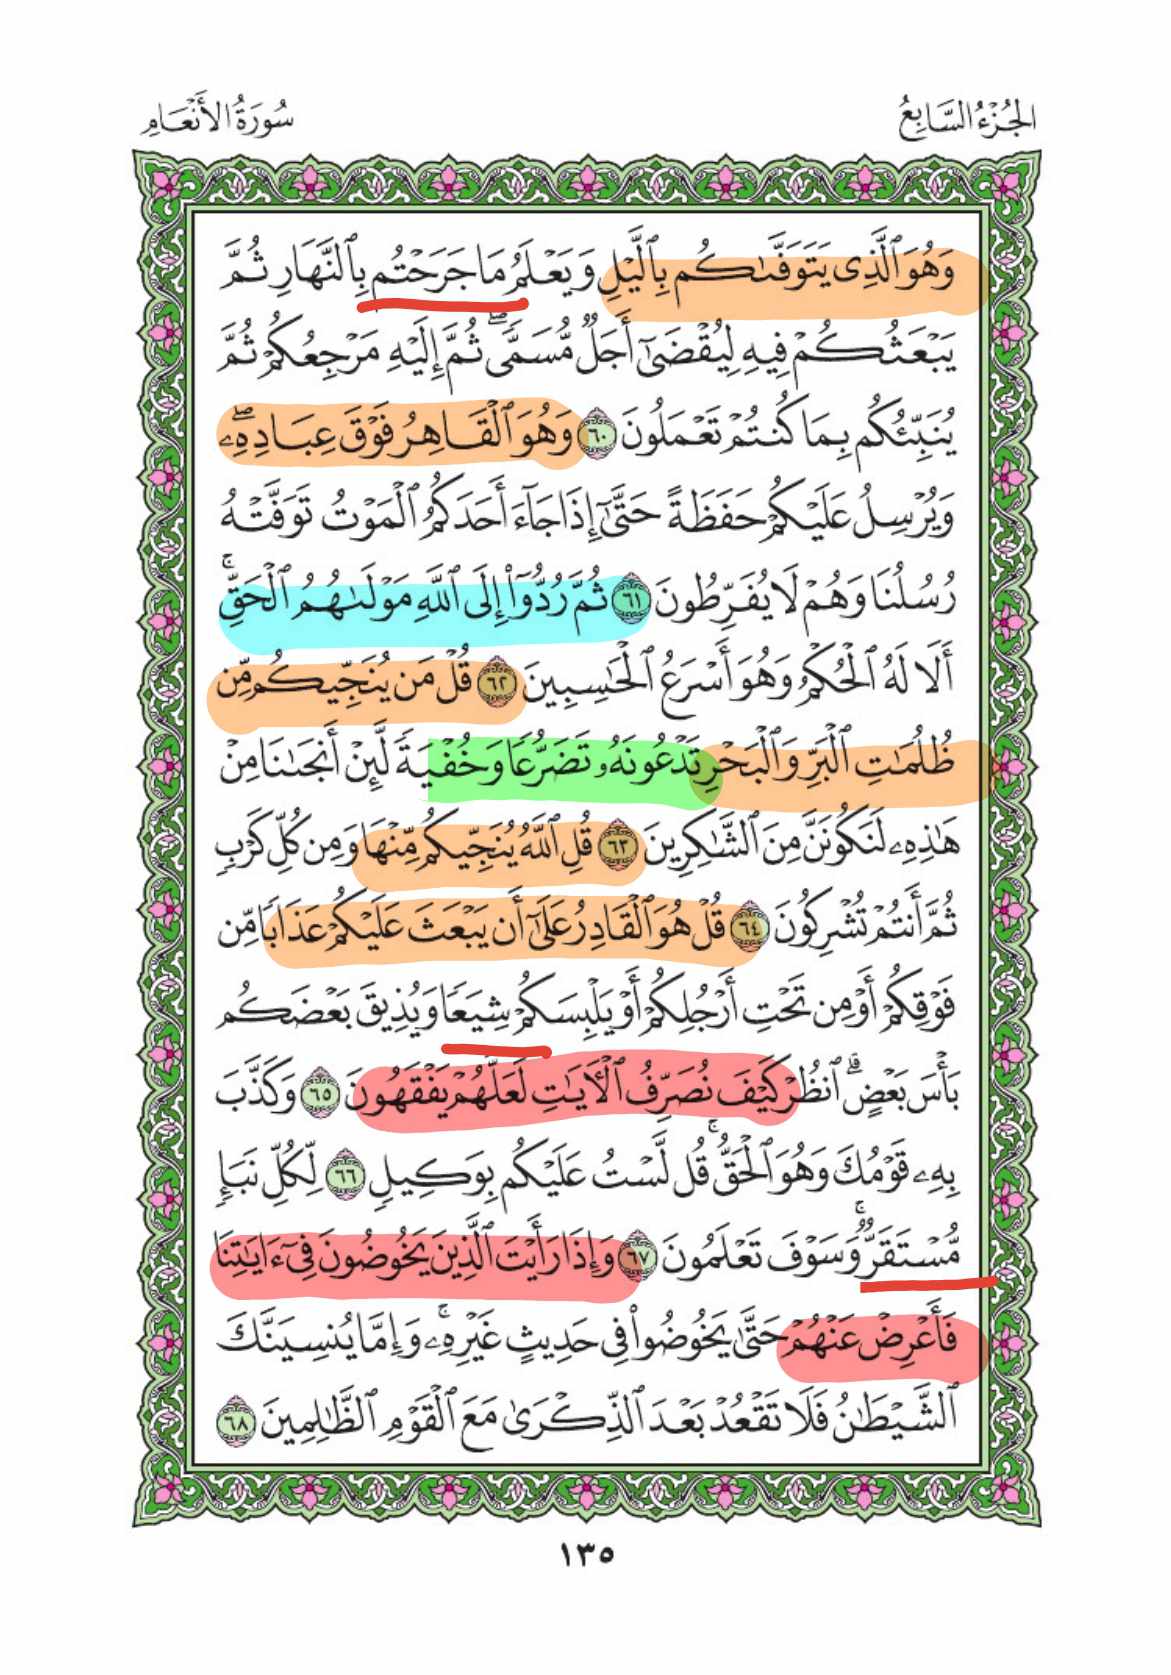 الجُزْءُ السَّابِعُ
سُورَةُ الأَنْعَامِ
وَهُوَ ٱلَّذِى يَتَوَفَّىٰكُم بِٱلَّيْلِ وَيَعْلَمُ مَا جَرَحْتُم بِٱلنَّهَارِ ثُمَّ
يَبْعَثُكُمْ فِيهِ لِيُقْضَىٰٓ أَجَلٌ مُّسَمًّى ۖ ثُمَّ إِلَيْهِ مَرْجِعُكُمْ ثُمَّ
يُنَبِّئُكُم بِمَا كُنتُمْ تَعْمَلُونَ ٦٠ وَهُوَ ٱلْقَاهِرُ فَوْقَ عِبَادِهِۦ ۖ
وَيُرْسِلُ عَلَيْكُمْ حَفَظَةً حَتَّىٰٓ إِذَا جَآءَ أَحَدَكُمُ ٱلْمَوْتُ تَوَفَّتْهُ
رُسُلُنَا وَهُمْ لَا يُفَرِّطُونَ ٦١ ثُمَّ رُدُّوٓا۟ إِلَى ٱللَّهِ مَوْلَىٰهُمُ ٱلْحَقِّ ۚ
أَلَا لَهُ ٱلْحُكْمُ وَهُوَ أَسْرَعُ ٱلْحَٰسِبِينَ ٦٢ قُلْ مَن يُنَجِّيكُم مِّن
ظُلُمَٰتِ ٱلْبَرِّ وَٱلْبَحْرِ تَدْعُونَهُۥ تَضَرُّعًا وَخُفْيَةً لَّئِنْ أَنجَىٰنَا مِنْ
هَٰذِهِۦ لَنَكُونَنَّ مِنَ ٱلشَّٰكِرِينَ ٦٣ قُلِ ٱللَّهُ يُنَجِّيكُم مِّنْهَا وَمِن كُلِّ كَرْبٍ
ثُمَّ أَنتُمْ تُشْرِكُونَ ٦٤ قُلْ هُوَ ٱلْقَادِرُ عَلَىٰٓ أَن يَبْعَثَ عَلَيْكُمْ عَذَابًا مِّن
فَوْقِكُمْ أَوْ مِن تَحْتِ أَرْجُلِكُمْ أَوْ يَلْبِسَكُمْ شِيَعًا وَيُذِيقَ بَعْضَكُم
بَأْسَ بَعْضٍ ۗ ٱنظُرْ كَيْفَ نُصَرِّفُ ٱلْءَايَٰتِ لَعَلَّهُمْ يَفْقَهُونَ ٦٥ وَكَذَّبَ
بِهِۦ قَوْمُكَ وَهُوَ ٱلْحَقُّ ۚ قُل لَّسْتُ عَلَيْكُم بِوَكِيلٍ ٦٦ لِّكُلِّ نَبَإٍ
مُّسْتَقَرٌّ ۚ وَسَوْفَ تَعْلَمُونَ ٦٧ وَإِذَا رَأَيْتَ ٱلَّذِينَ يَخُوضُونَ فِىٓ ءَايَٰتِنَا
فَأَعْرِضْ عَنْهُمْ حَتَّىٰ يَخُوضُوا۟ فِى حَدِيثٍ غَيْرِهِۦ ۚ وَإِمَّا يُنسِيَنَّكَ
ٱلشَّيْطَٰنُ فَلَا تَقْعُدْ بَعْدَ ٱلذِّكْرَىٰ مَعَ ٱلْقَوْمِ ٱلظَّٰلِمِينَ ٦٨
١٣٥